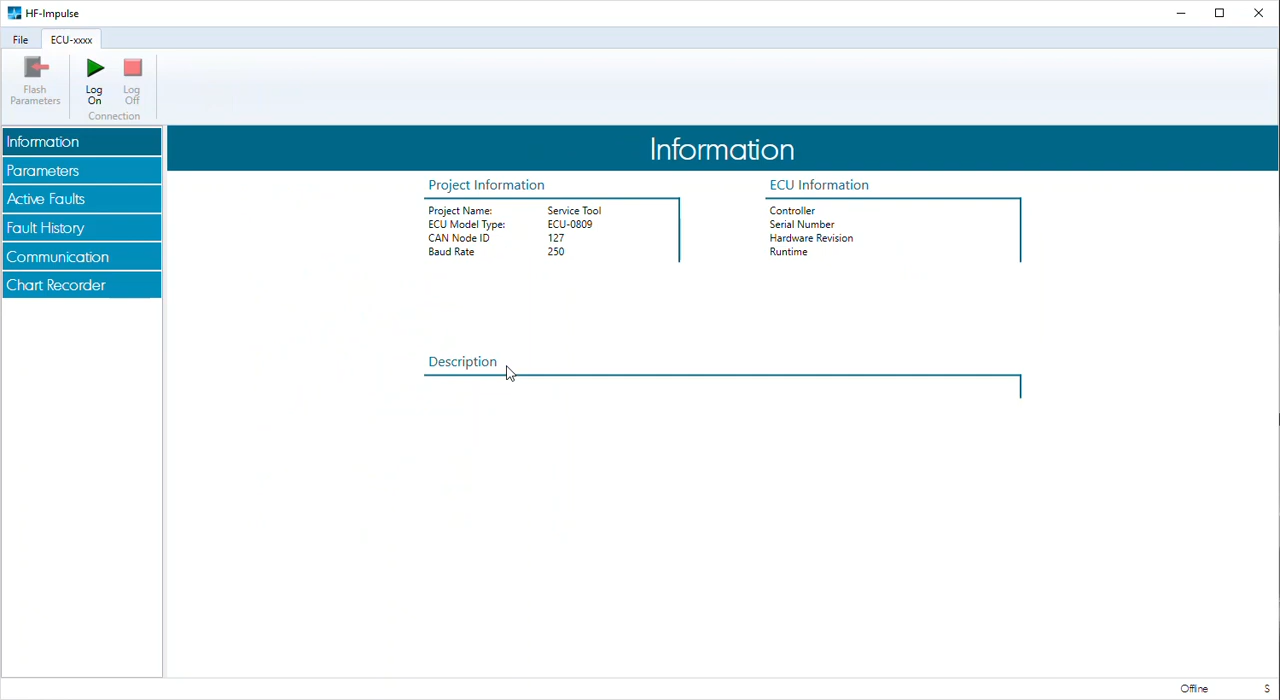 HF-Impulse
File ECU-xxxx
Flash Parameters
Log On
Log Off
Connection
Information
Parameters
Active Faults
Fault History
Communication
Chart Recorder
Information
Project Information
Project Name: Service Tool
ECU Model Type: ECU-0809
CAN Node ID 127
Baud Rate 250
ECU Information
Controller
Serial Number
Hardware Revision
Runtime
Description
Offline S